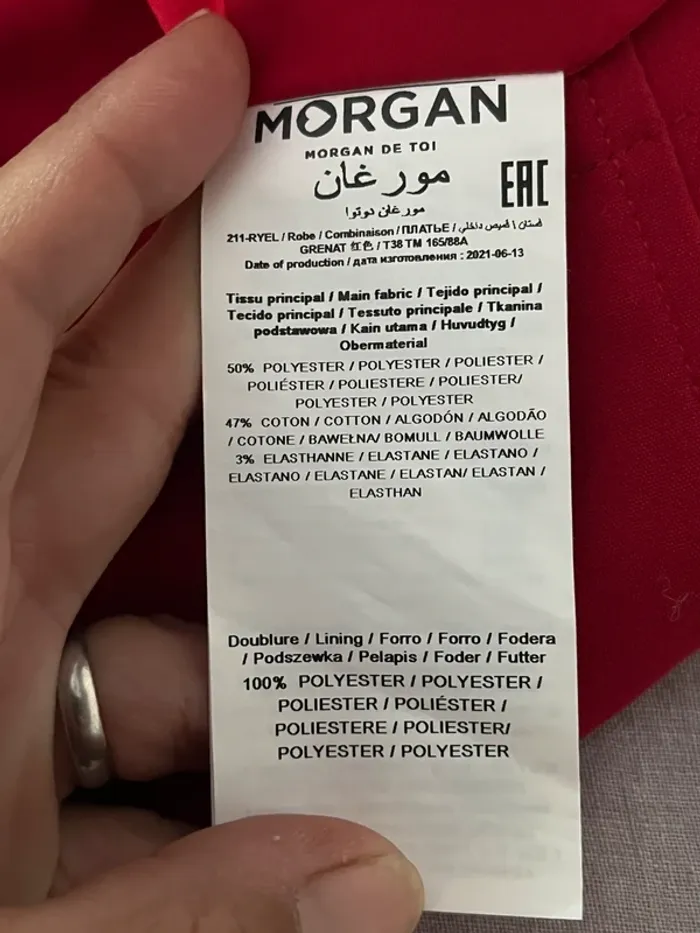 MORGAN
MORGAN DE TOI
مورغان
EAC
مورغان دوتوا
211-RYEL / Robe / Combinaison / ПЛАТЬЕ / فستان / قميص داخلي
GRENAT 红色 / T38 TM 165/88A
Date of production / дата изготовления : 2021-06-13
Tissu principal / Main fabric / Tejido principal /
Tecido principal / Tessuto principale / Tkanina
podstawowa / Kain utama / Huvudtyg /
Obermaterial
50% POLYESTER / POLYESTER / POLIESTER /
POLIÉSTER / POLIESTERE / POLIESTER/
POLYESTER / POLYESTER
47% COTON / COTTON / ALGODÓN / ALGODÃO
/ COTONE / BAWEŁNA/ BOMULL / BAUMWOLLE
3% ELASTHANNE / ELASTANE / ELASTANO /
ELASTANO / ELASTANE / ELASTAN/ ELASTAN /
ELASTHAN
Doublure / Lining / Forro / Forro / Fodera
/ Podszewka / Pelapis / Foder / Futter
100% POLYESTER / POLYESTER /
POLIESTER / POLIÉSTER /
POLIESTERE / POLIESTER/
POLYESTER / POLYESTER